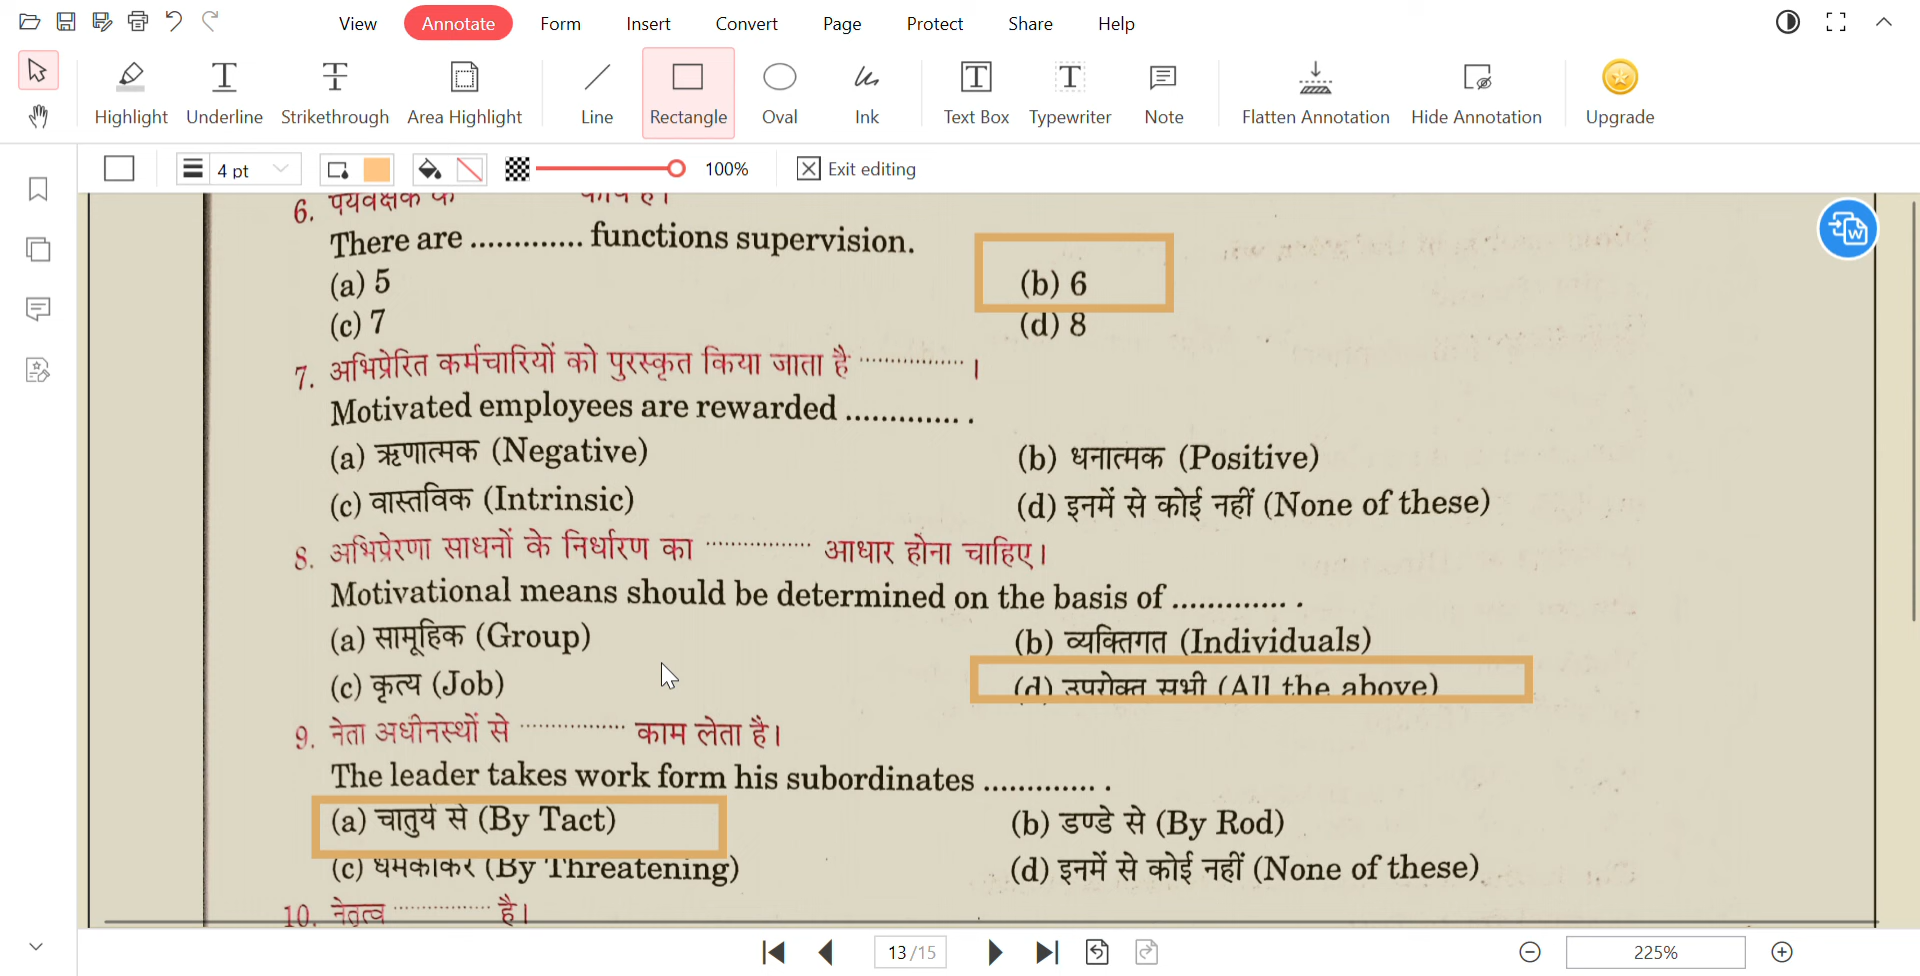 View Annotate Form Insert Convert Page Protect Share Help
Highlight Underline Strikethrough Area Highlight Line Rectangle Oval Ink Text Box Typewriter Note Flatten Annotation Hide Annotation Upgrade
4 pt 100% Exit editing
6. पर्यवेक्षक के कार्य हैं।
There are ............. functions supervision.
(a) 5 (b) 6
(c) 7 (d) 8
7. अभिप्रेरित कर्मचारियों को पुरस्कृत किया जाता है ................ ।
Motivated employees are rewarded ............. .
(a) ऋणात्मक (Negative) (b) धनात्मक (Positive)
(c) वास्तविक (Intrinsic) (d) इनमें से कोई नहीं (None of these)
8. अभिप्रेरणा साधनों के निर्धारण का ................ आधार होना चाहिए।
Motivational means should be determined on the basis of ............. .
(a) सामूहिक (Group) (b) व्यक्तिगत (Individuals)
(c) कृत्य (Job) (d) उपरोक्त सभी (All the above)
9. नेता अधीनस्थों से ................ काम लेता है।
The leader takes work form his subordinates ............. .
(a) चातुर्य से (By Tact) (b) डण्डे से (By Rod)
(c) धमकाकर (By Threatening) (d) इनमें से कोई नहीं (None of these)
10. नेतृत्व ............... है।
13 /15 225%